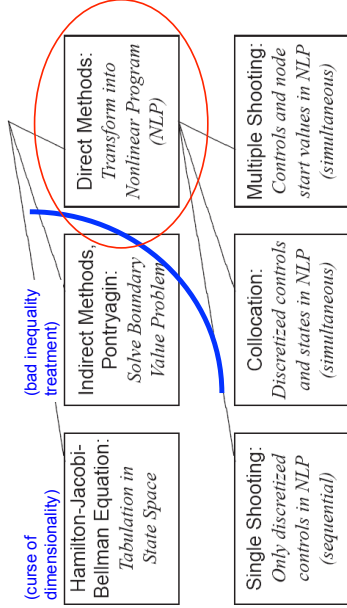 (curse of
dimensionality)
(bad inequality
treatment)
Hamilton-Jacobi-
Bellman Equation:
Tabulation in
State Space
Indirect Methods,
Pontryagin:
Solve Boundary
Value Problem
Direct Methods:
Transform into
Nonlinear Program
(NLP)
Single Shooting:
Only discretized
controls in NLP
(sequential)
Collocation:
Discretized controls
and states in NLP
(simultaneous)
Multiple Shooting:
Controls and node
start values in NLP
(simultaneous)